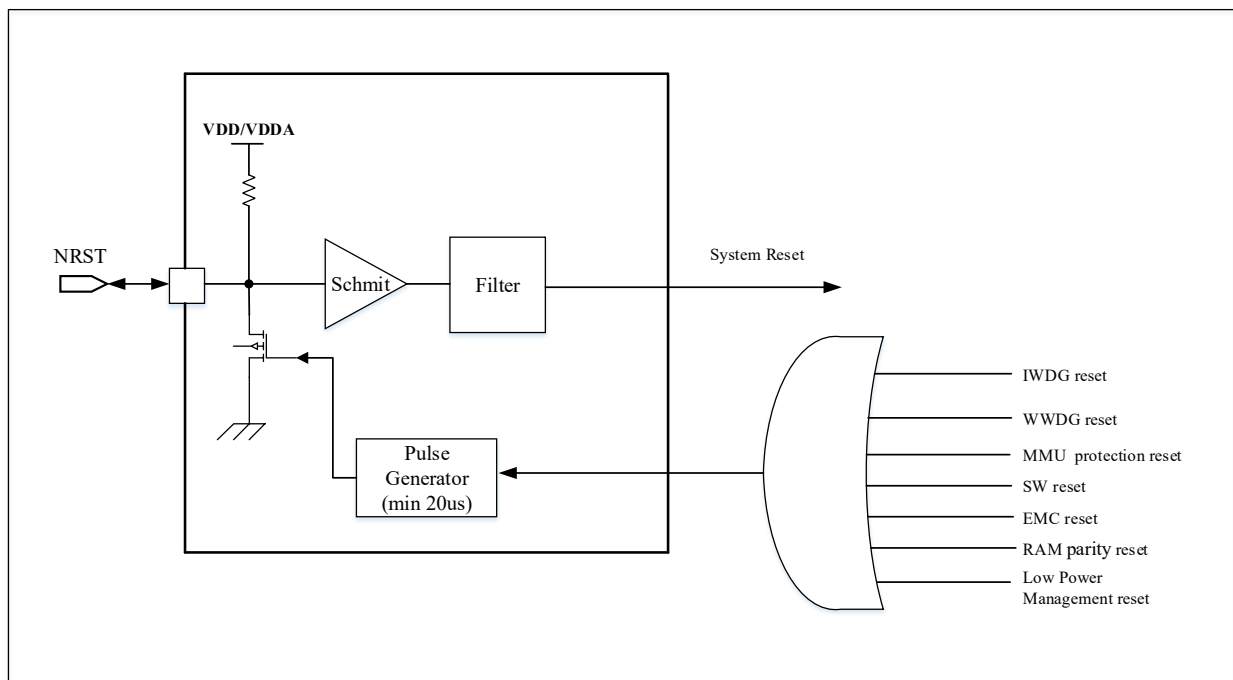 VDD/VDDA
NRST
Schmit
Filter
System Reset
Pulse
Generator
(min 20us)
IWDG reset
WWDG reset
MMU protection reset
SW reset
EMC reset
RAM parity reset
Low Power
Management reset